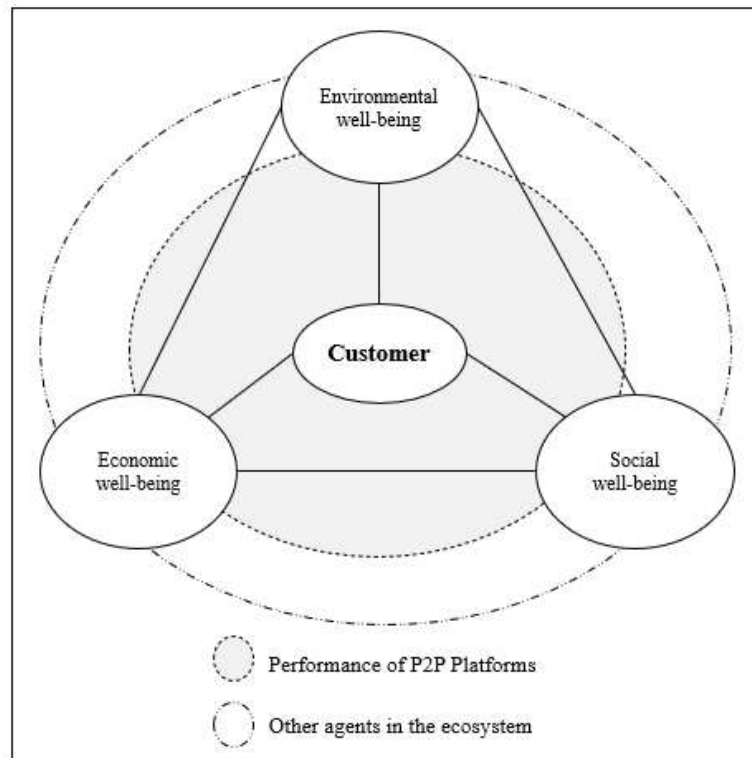 Environmental
well-being
Customer
Economic
well-being
Social
well-being
Performance of P2P Platforms
Other agents in the ecosystem